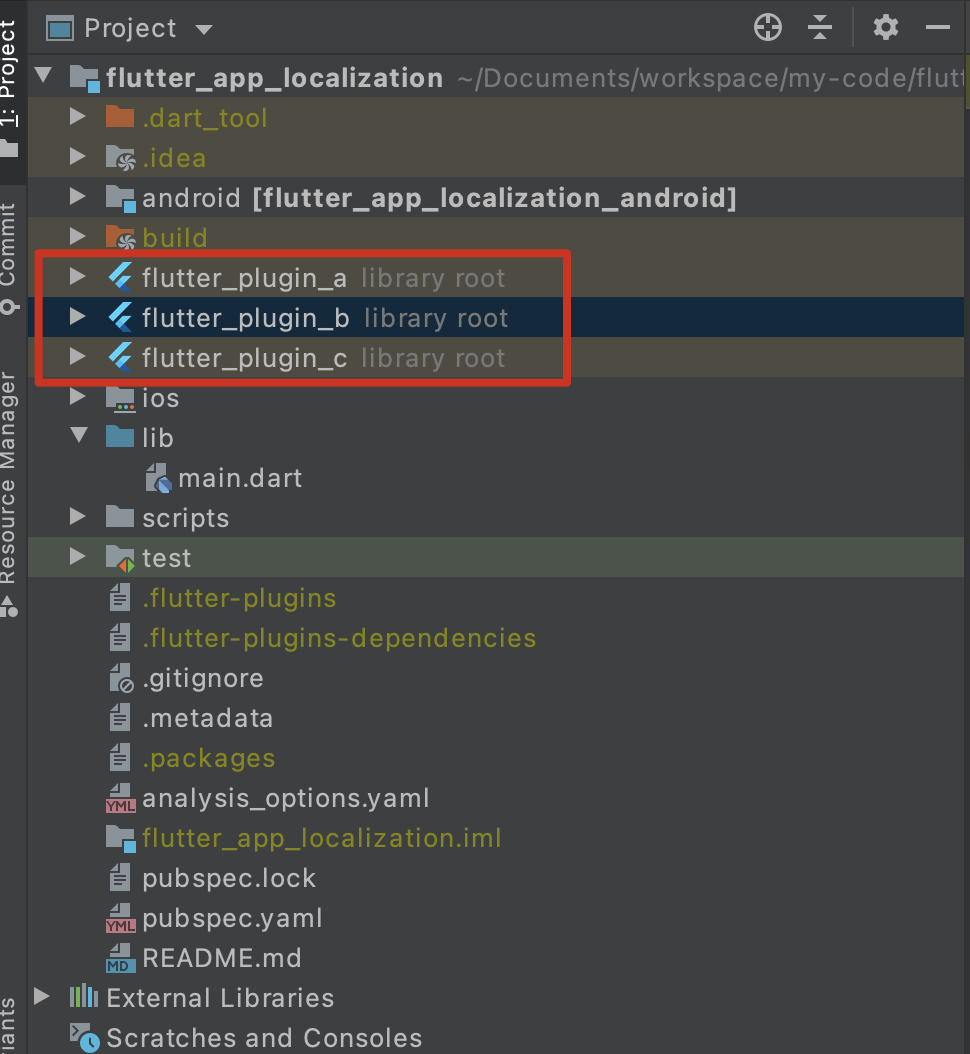 Project
flutter_app_localization ~/Documents/workspace/my-code/flutt
.dart_tool
.idea
android [flutter_app_localization_android]
build
flutter_plugin_a library root
flutter_plugin_b library root
flutter_plugin_c library root
ios
lib
main.dart
scripts
test
.flutter-plugins
.flutter-plugins-dependencies
.gitignore
.metadata
.packages
YML analysis_options.yaml
flutter_app_localization.iml
pubspec.lock
YML pubspec.yaml
MD README.md
External Libraries
Scratches and Consoles
1: Project
Commit
Resource Manager
iants